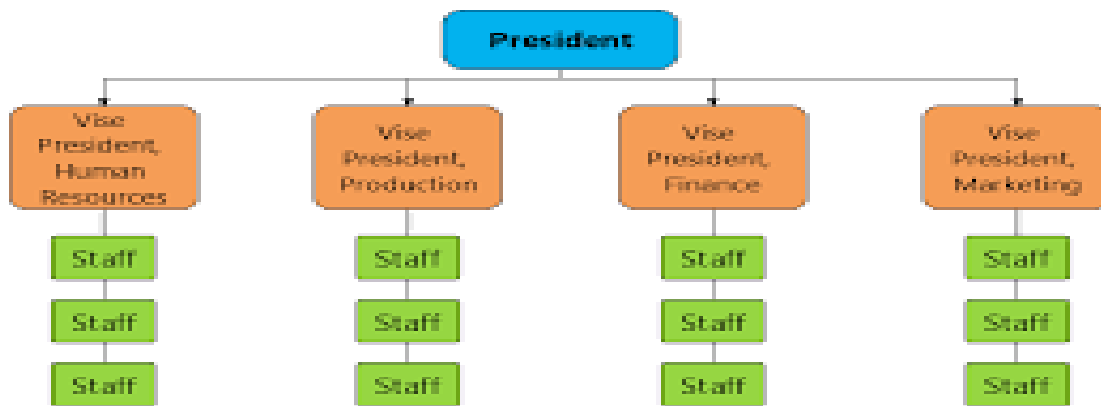 President
Vise
President,
Human
Resources
Vise
President,
Production
Vise
President,
Finance
Vise
President,
Marketing
Staff
Staff
Staff
Staff
Staff
Staff
Staff
Staff
Staff
Staff
Staff
Staff